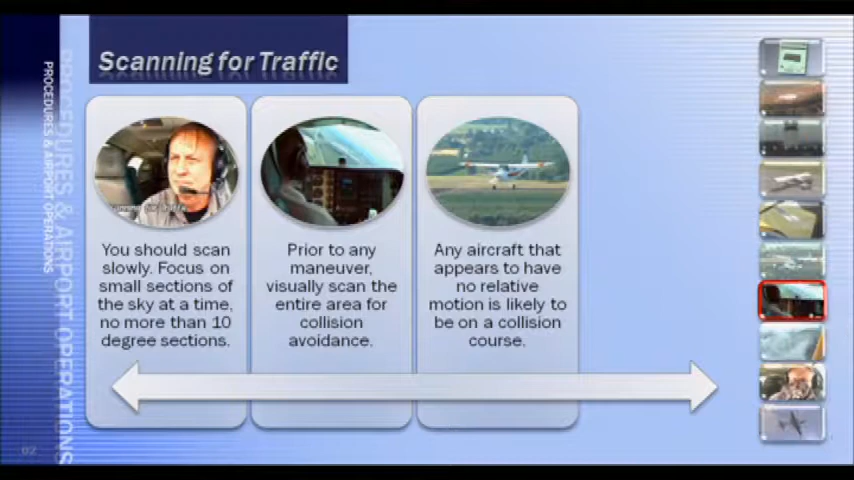 Scanning for Traffic
PROCEDURES & AIRPORT OPERATIONS
PROCEDURES & AIRPORT OPERATIONS
You should scan
slowly. Focus on
small sections of
the sky at a time,
no more than 10
degree sections.
Prior to any
maneuver,
visually scan the
entire area for
collision
avoidance.
Any aircraft that
appears to have
no relative
motion is likely to
be on a collision
course.
02